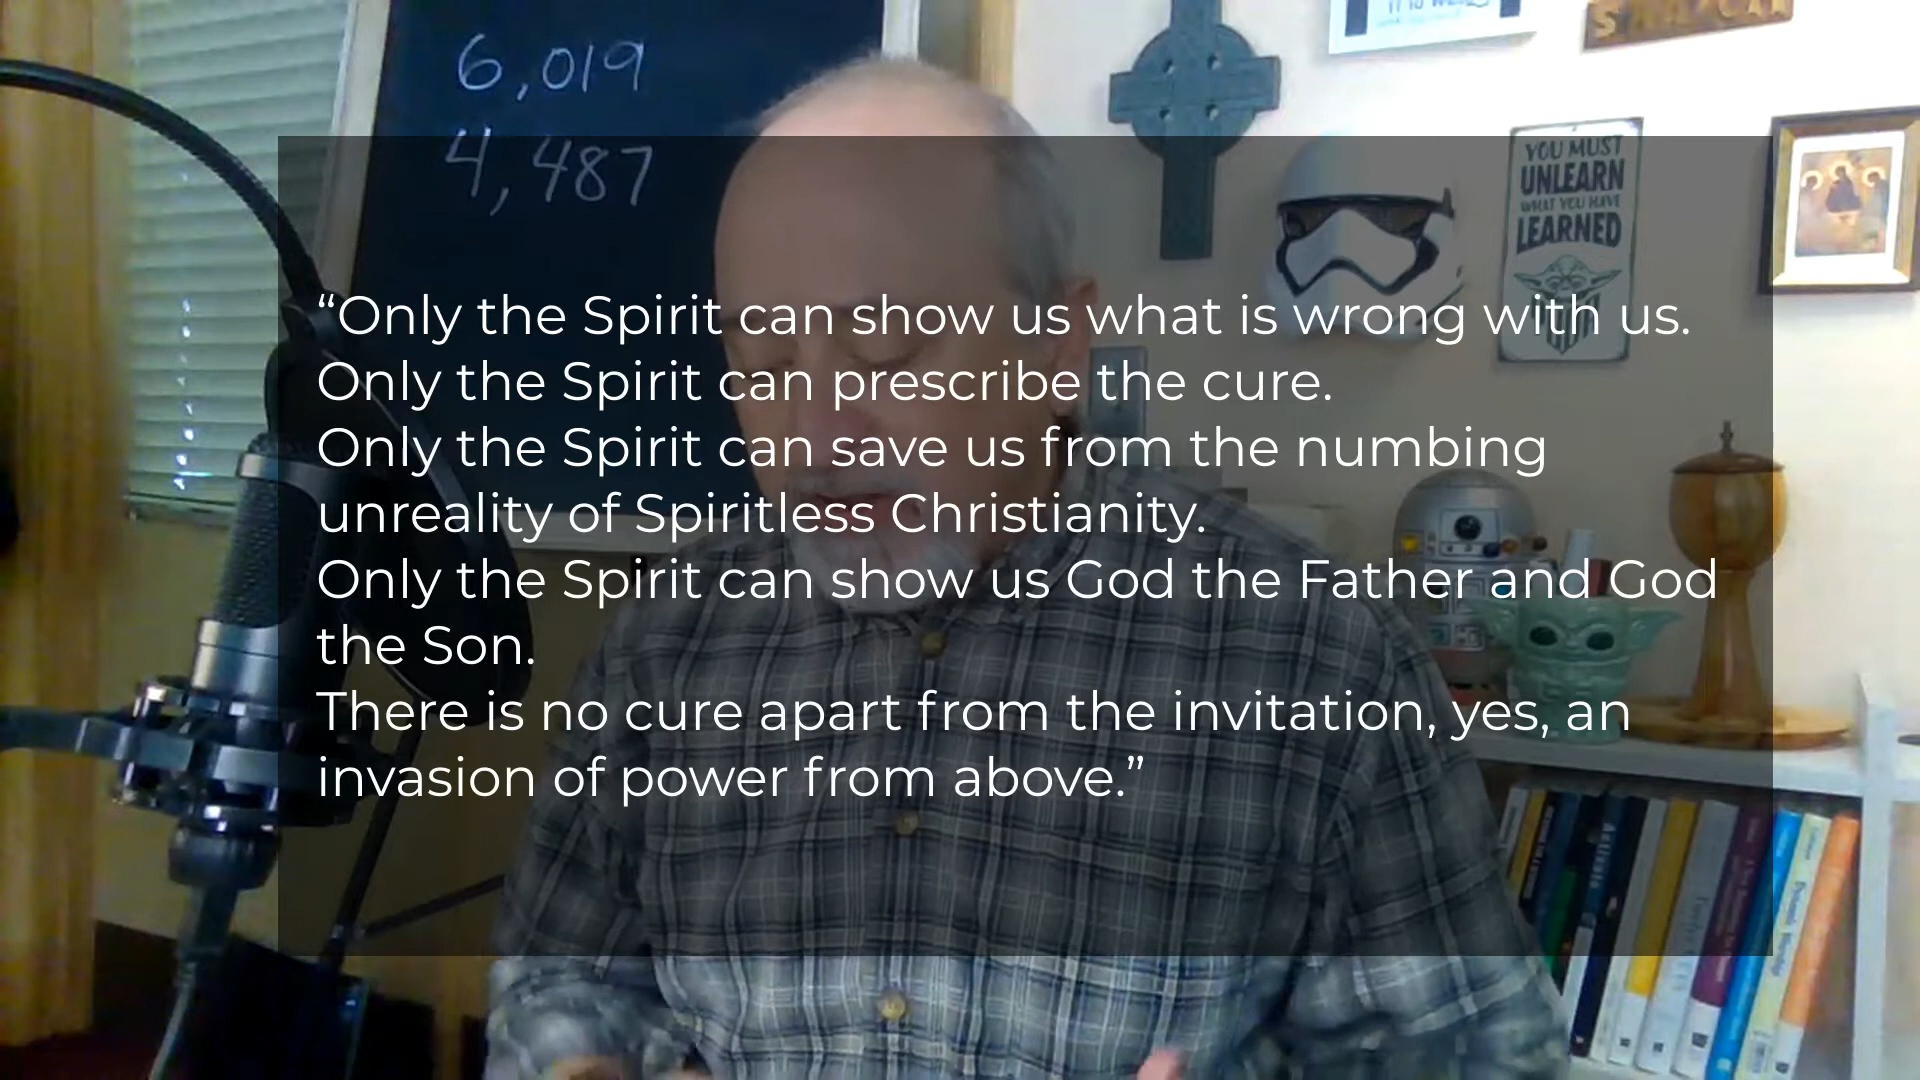 6,019
4,487
YOU MUST
UNLEARN
WHAT YOU HAVE
LEARNED
“Only the Spirit can show us what is wrong with us.
Only the Spirit can prescribe the cure.
Only the Spirit can save us from the numbing
unreality of Spiritless Christianity.
Only the Spirit can show us God the Father and God
the Son.
There is no cure apart from the invitation, yes, an
invasion of power from above.”